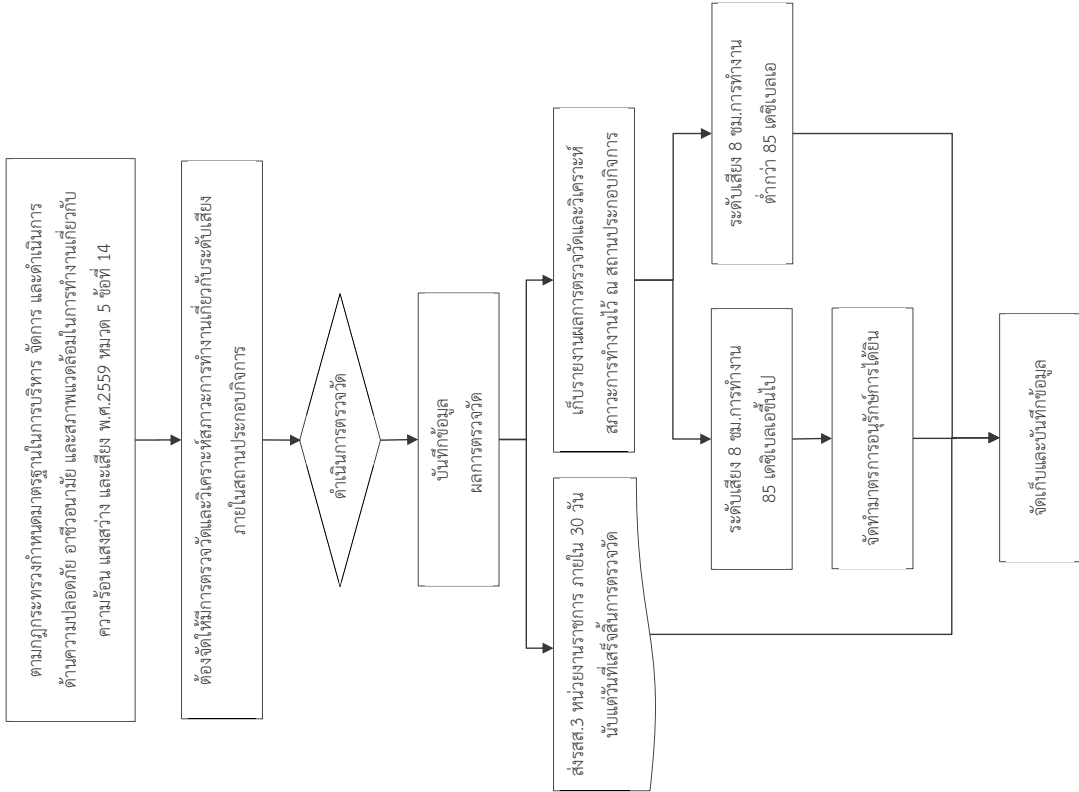 ตามกฎกระทรวงกำหนดมาตรฐานในการบริหาร จัดการ และดำเนินการ
ด้านความปลอดภัย อาชีวอนามัย และสภาพแวดล้อมในการทำงานเกี่ยวกับ
ความร้อน แสงสว่าง และเสียง พ.ศ.2559 หมวด 5 ข้อที่ 14
ต้องจัดให้มีการตรวจวัดและวิเคราะห์สภาวะการทำงานเกี่ยวกับระดับเสียง
ภายในสถานประกอบกิจการ
ดำเนินการตรวจวัด
บันทึกข้อมูล
ผลการตรวจวัด
ส่งรสส.3 หน่วยงานราชการ ภายใน 30 วัน
นับแต่วันที่เสร็จสิ้นการตรวจวัด
เก็บรายงานผลการตรวจวัดและวิเคราะห์
สภาวะการทำงานไว้ ณ สถานประกอบกิจการ
ระดับเสียง 8 ชม.การทำงาน
85 เดซิเบลเอขึ้นไป
ระดับเสียง 8 ชม.การทำงาน
ต่ำกว่า 85 เดซิเบลเอ
จัดทำมาตรการอนุรักษ์การได้ยิน
จัดเก็บและบันทึกข้อมูล